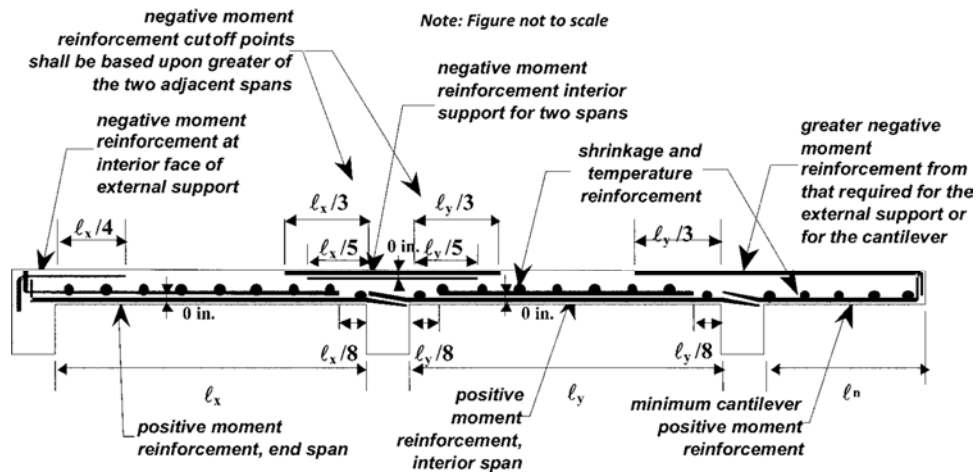 negative moment
reinforcement cutoff points
shall be based upon greater of
the two adjacent spans
Note: Figure not to scale
negative moment
reinforcement interior
support for two spans
negative moment
reinforcement at
interior face of
external support
shrinkage and
temperature
reinforcement
greater negative
moment
reinforcement from
that required for the
external support or
for the cantilever
ℓx/4
ℓx/3
ℓy/3
ℓx/5
0 in.
ℓy/5
ℓy/3
0 in.
0 in.
ℓx/8
ℓy/8
ℓy/8
ℓx
ℓy
ℓn
positive moment
reinforcement, end span
positive
moment
reinforcement,
interior span
minimum cantilever
positive moment
reinforcement